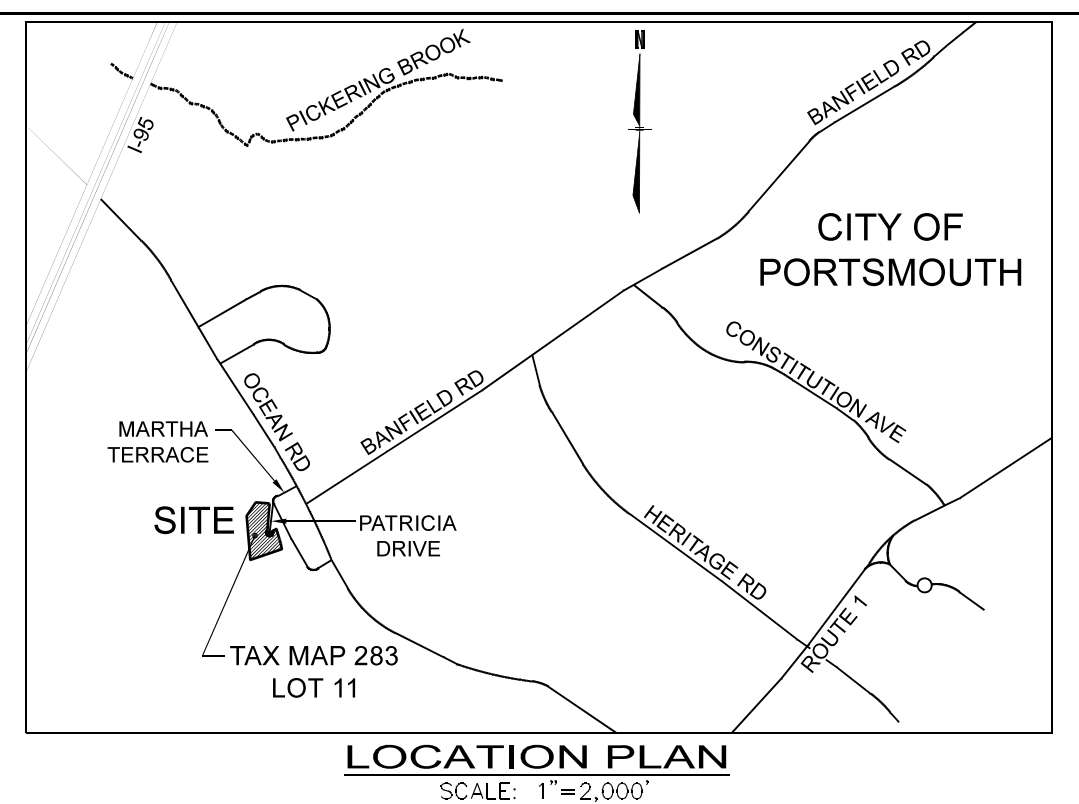 N
PICKERING BROOK
BANFIELD RD
I-95
CITY OF
PORTSMOUTH
CONSTITUTION AVE
OCEAN RD
BANFIELD RD
MARTHA
TERRACE
SITE
PATRICIA
DRIVE
HERITAGE RD
ROUTE 1
TAX MAP 283
LOT 11
LOCATION PLAN
SCALE: 1"=2,000'